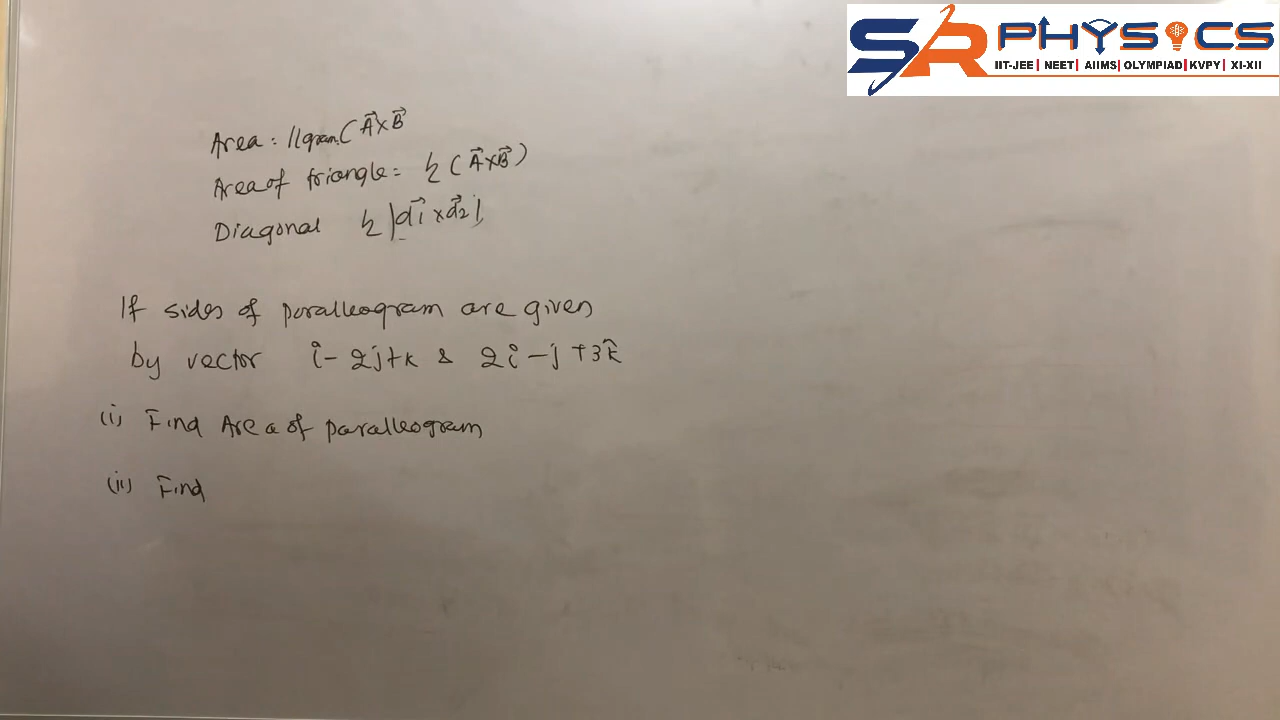 SR PHYSICS
IIT-JEE | NEET | AIIMS | OLYMPIAD | KVPY | XI-XII
Area = 11gram (A⃗×B⃗
Area of triangle = ½ (A⃗×B⃗)
Diagonal ½ |d⃗1 × d⃗2|
If sides of paralleogram are given
by vector i - 2j + k & 2i - j + 3k̂
(i) Find Area of paralleogram
(ii) Find